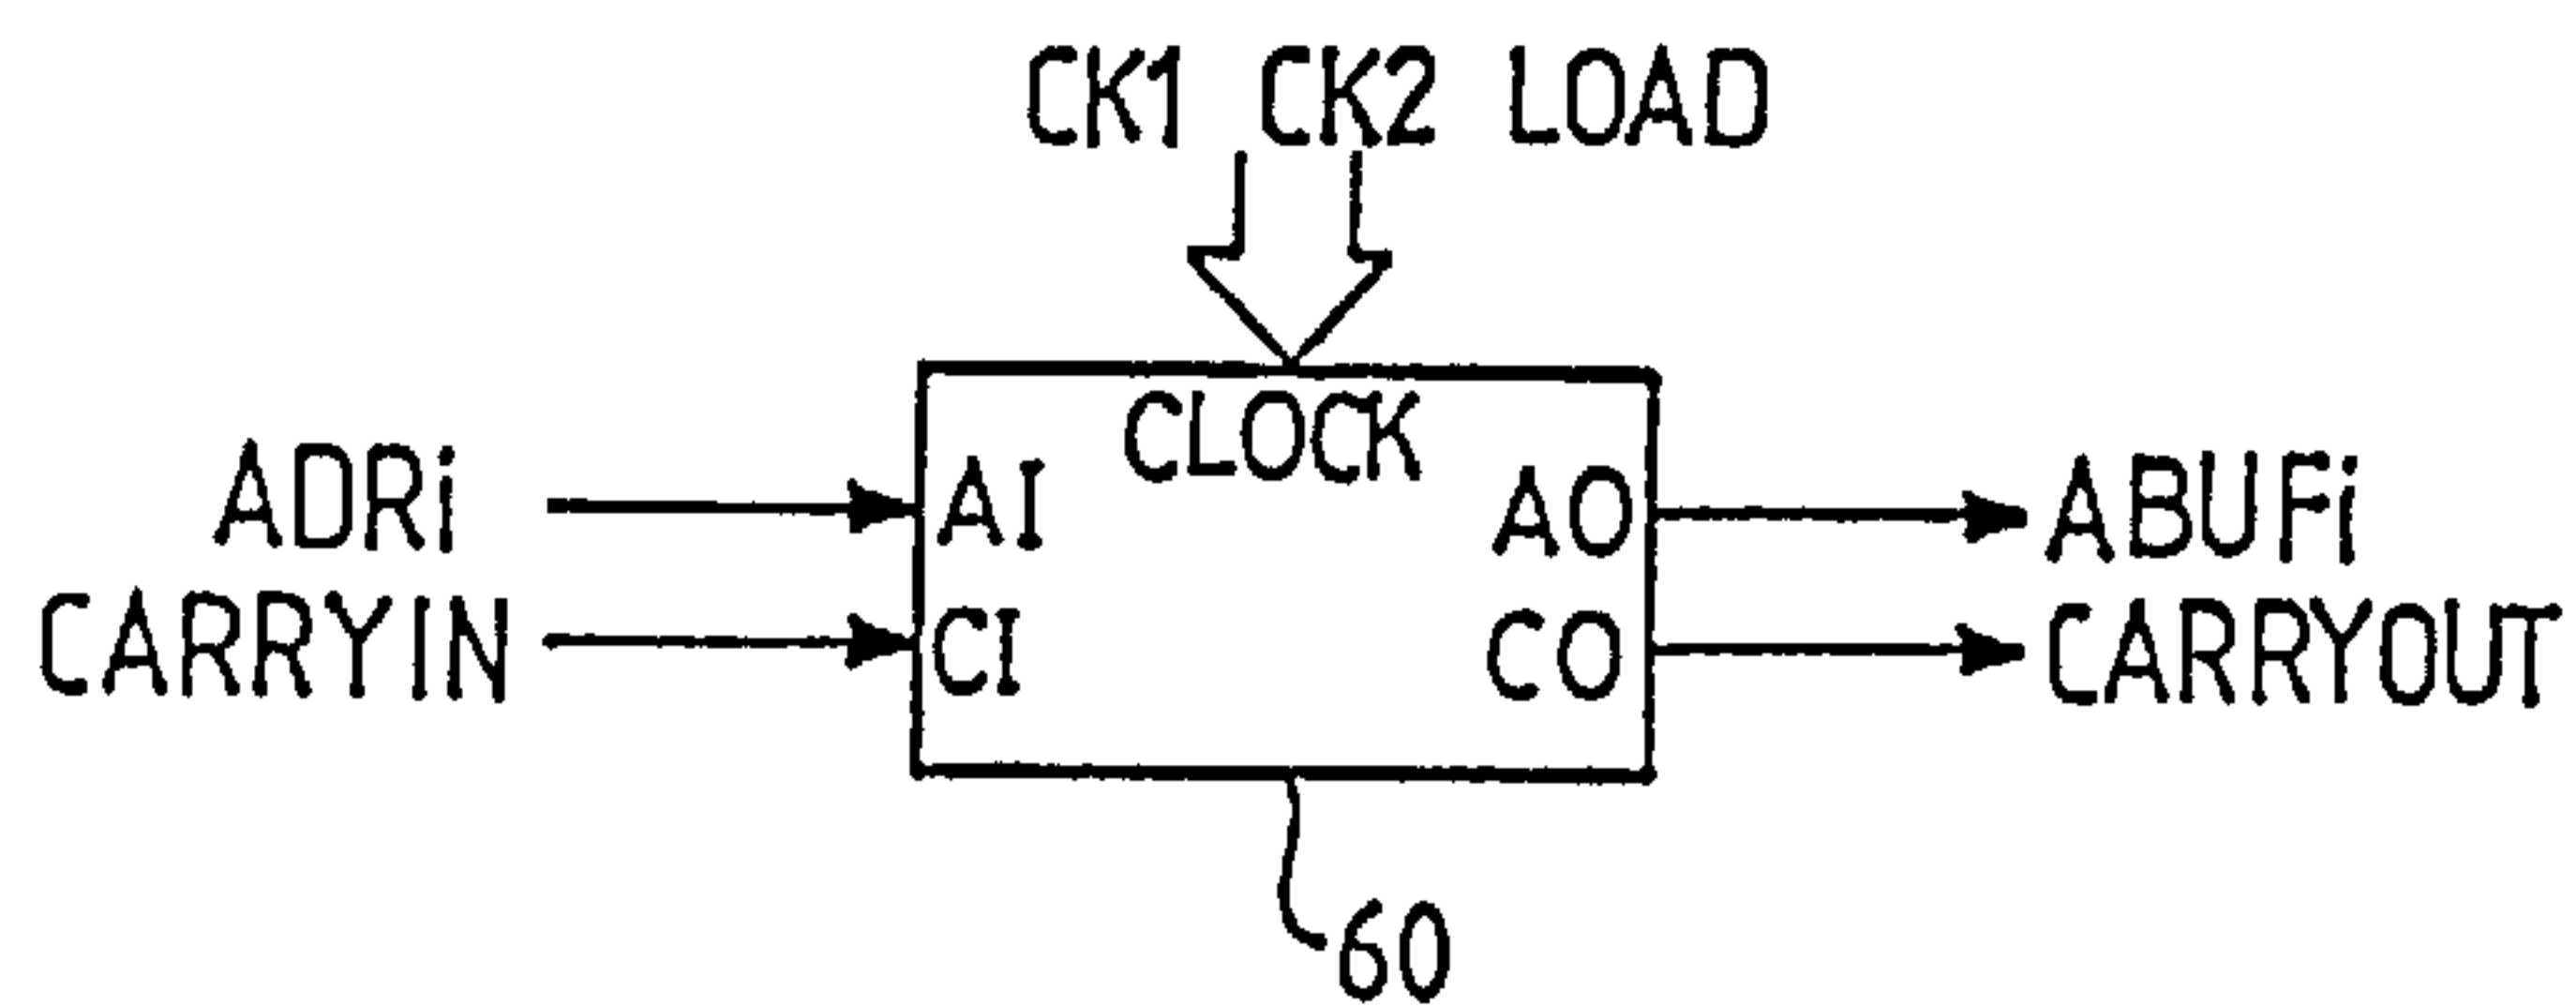 CK1 CK2 LOAD
CLOCK
ADRi AI AO ABUFi
CARRYIN CI CO CARRYOUT
60